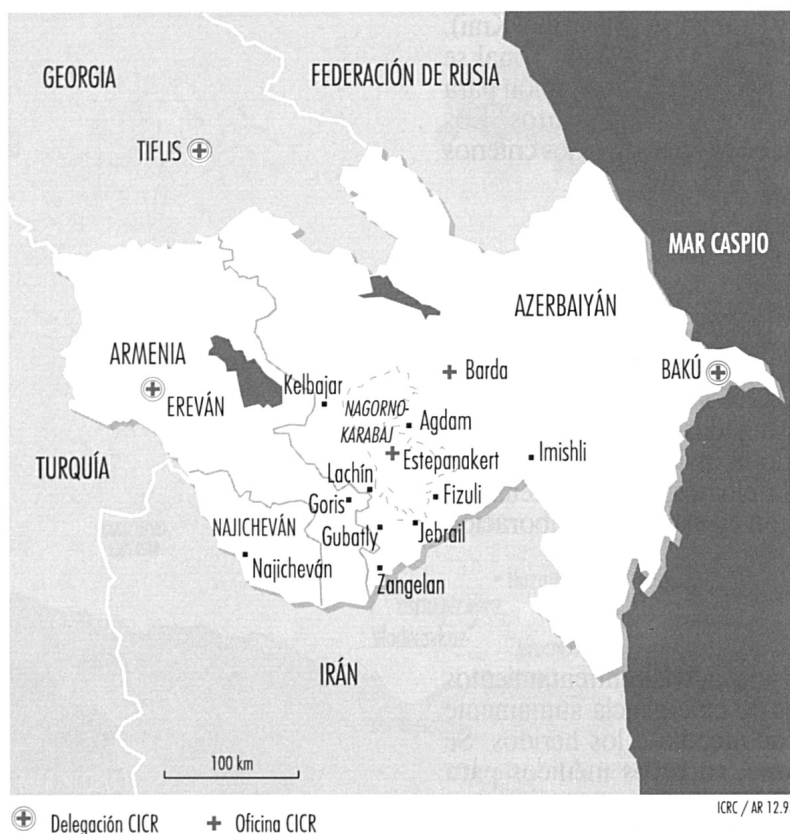 GEORGIA
FEDERACIÓN DE RUSIA
TIFLIS
MAR CASPIO
AZERBAIYÁN
ARMENIA
EREVÁN
Kelbajar
Barda
BAKÚ
NAGORNO-
KARABAJ
Agdam
Estepanakert
Imishli
TURQUÍA
Lachín
Goris
Fizuli
NAJICHEVÁN
Gubatly
Jebrail
Najicheván
Zangelan
IRÁN
100 km
ICRC / AR 12.9
Delegación CICR
Oficina CICR